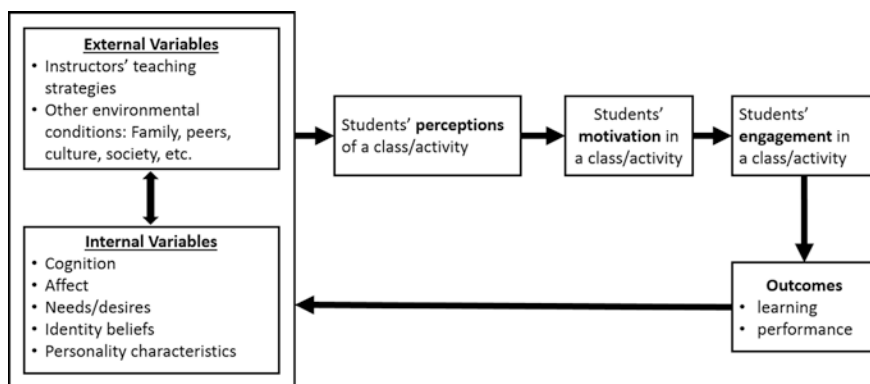 External Variables
• Instructors' teaching
strategies
• Other environmental
conditions: Family, peers,
culture, society, etc.
Internal Variables
• Cognition
• Affect
• Needs/desires
• Identity beliefs
• Personality characteristics
Students' perceptions
of a class/activity
Students'
motivation in
a class/activity
Students'
engagement in
a class/activity
Outcomes
• learning
• performance